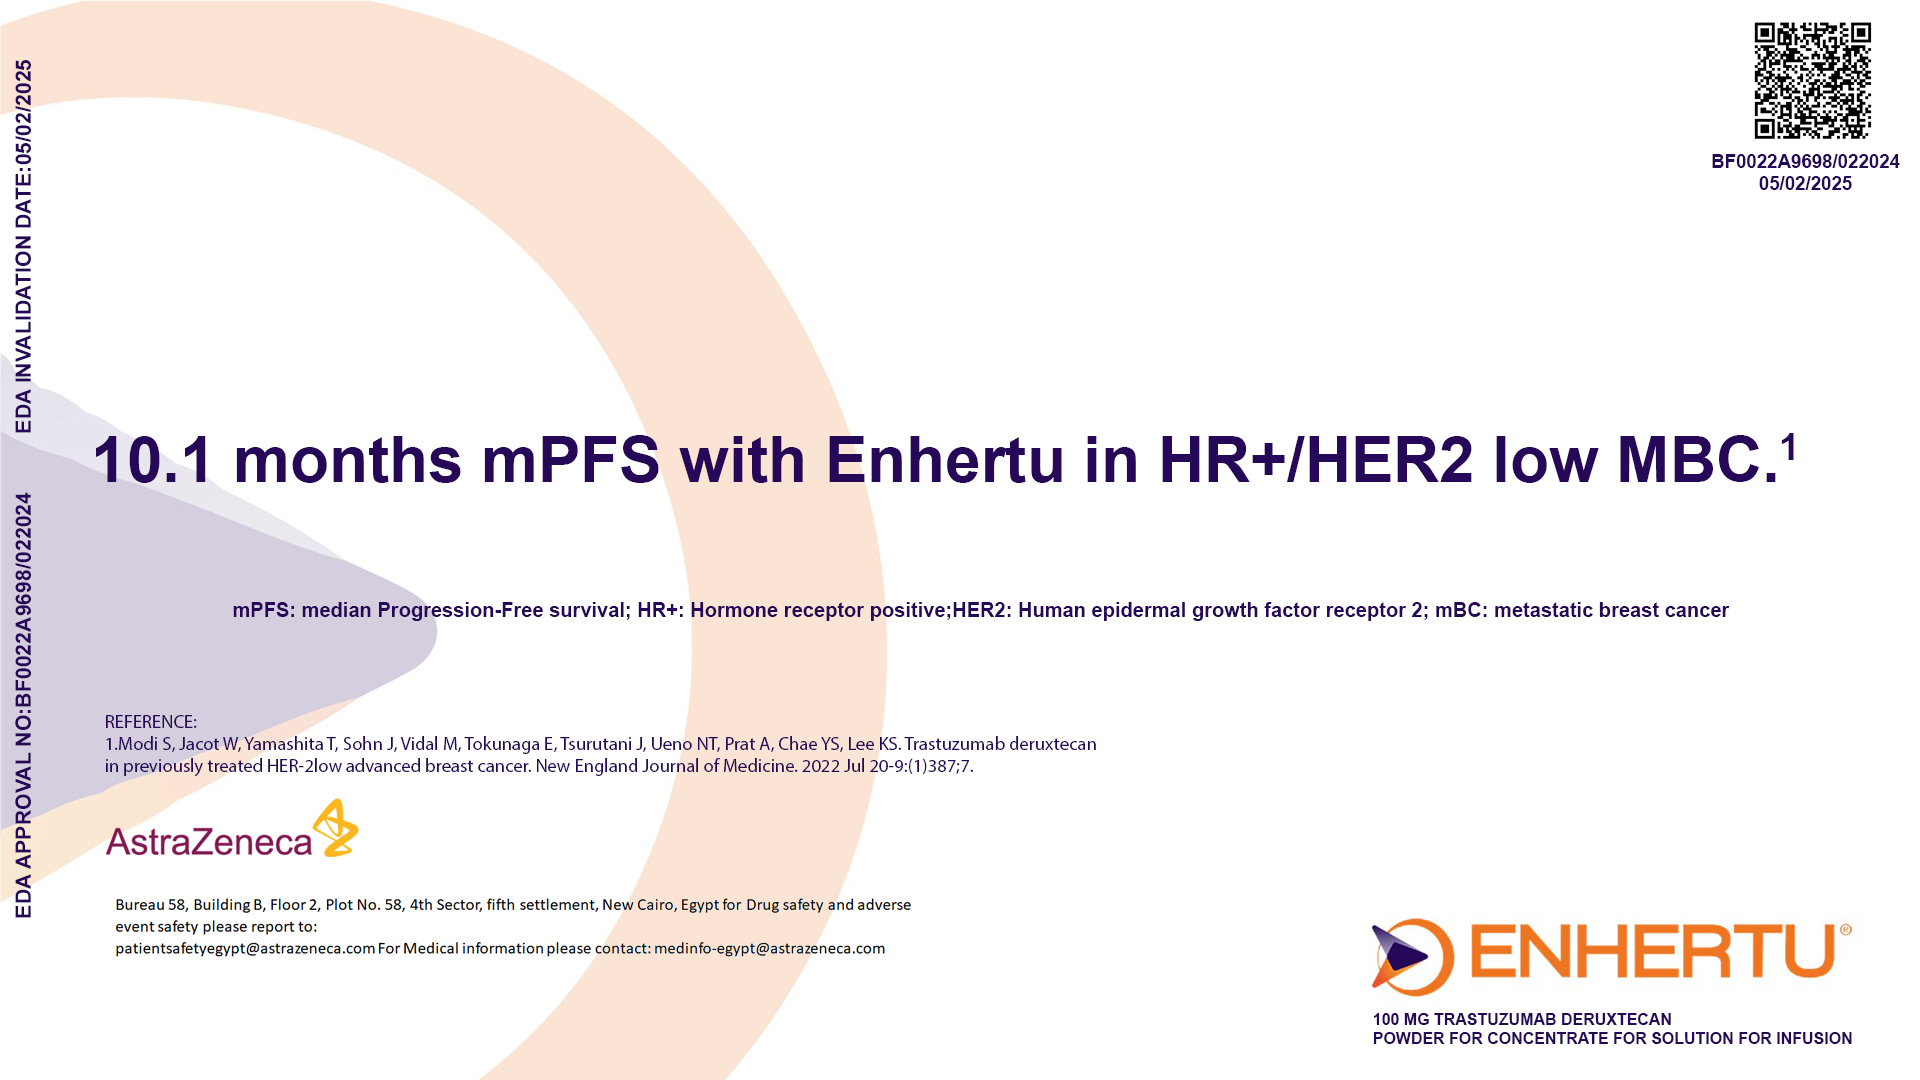 EDA APPROVAL NO:BF0022A9698/022024 EDA INVALIDATION DATE:05/02/2025
BF0022A9698/022024
05/02/2025
10.1 months mPFS with Enhertu in HR+/HER2 low MBC.1
mPFS: median Progression-Free survival; HR+: Hormone receptor positive;HER2: Human epidermal growth factor receptor 2; mBC: metastatic breast cancer
REFERENCE:
1.Modi S, Jacot W, Yamashita T, Sohn J, Vidal M, Tokunaga E, Tsurutani J, Ueno NT, Prat A, Chae YS, Lee KS. Trastuzumab deruxtecan
in previously treated HER-2low advanced breast cancer. New England Journal of Medicine. 2022 Jul 20-9:(1)387;7.
AstraZeneca
Bureau 58, Building B, Floor 2, Plot No. 58, 4th Sector, fifth settlement, New Cairo, Egypt for Drug safety and adverse
event safety please report to:
patientsafetyegypt@astrazeneca.com For Medical information please contact: medinfo-egypt@astrazeneca.com
ENHERTU®
100 MG TRASTUZUMAB DERUXTECAN
POWDER FOR CONCENTRATE FOR SOLUTION FOR INFUSION